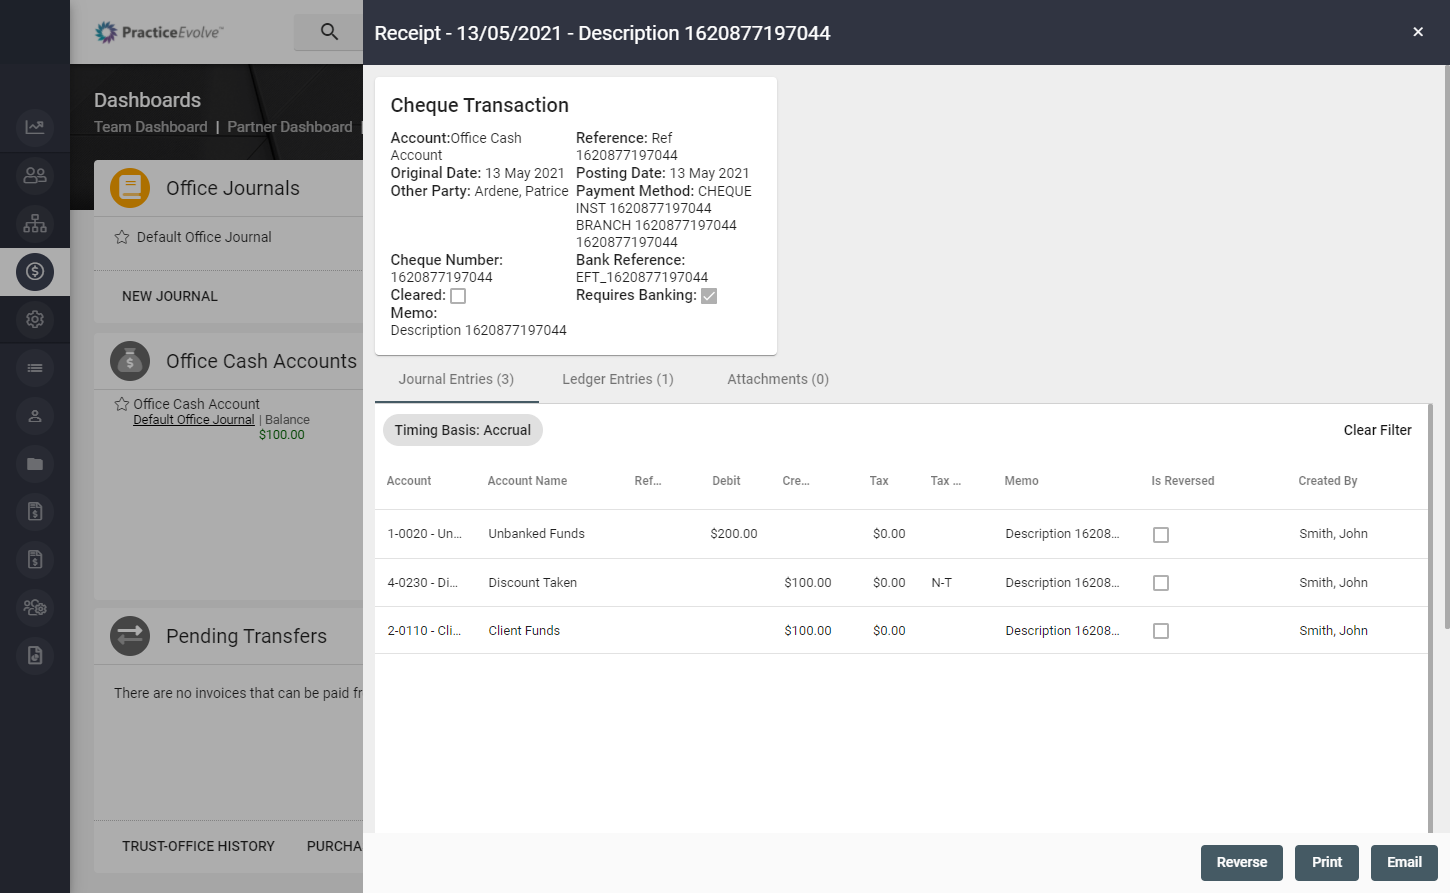 PracticeEvolve™
Receipt - 13/05/2021 - Description 1620877197044
Dashboards
Team Dashboard | Partner Dashboard |
Office Journals
Default Office Journal
NEW JOURNAL
Office Cash Accounts
Office Cash Account
Default Office Journal | Balance
$100.00
Pending Transfers
There are no invoices that can be paid fr
TRUST-OFFICE HISTORY PURCHA
Cheque Transaction
Account:Office Cash
Account
Reference: Ref
1620877197044
Original Date: 13 May 2021
Posting Date: 13 May 2021
Other Party: Ardene, Patrice
Payment Method: CHEQUE
INST 1620877197044
BRANCH 1620877197044
1620877197044
Cheque Number:
1620877197044
Bank Reference:
EFT_1620877197044
Cleared:
Requires Banking:
Memo:
Description 1620877197044
Journal Entries (3) Ledger Entries (1) Attachments (0)
Timing Basis: Accrual Clear Filter
Account Account Name Ref... Debit Cre... Tax Tax ... Memo Is Reversed Created By
1-0020 - Un... Unbanked Funds $200.00 $0.00 Description 16208... Smith, John
4-0230 - Di... Discount Taken $100.00 $0.00 N-T Description 16208... Smith, John
2-0110 - Cli... Client Funds $100.00 $0.00 Description 16208... Smith, John
Reverse Print Email